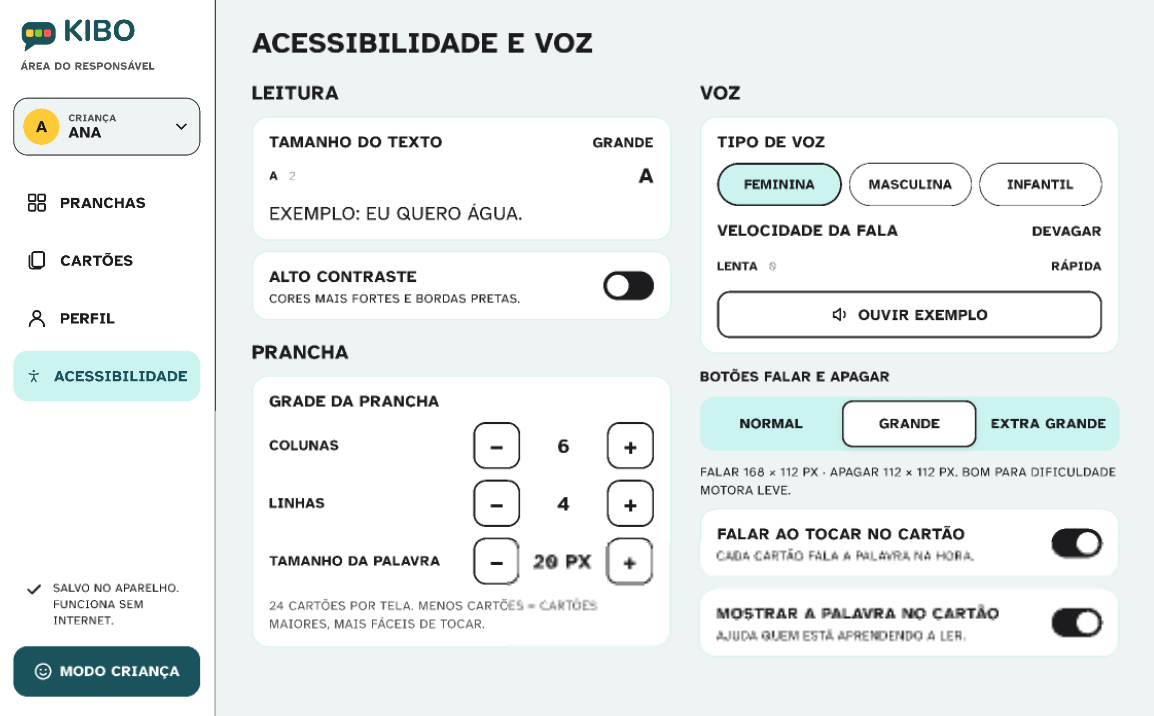 KIBO
ÁREA DO RESPONSÁVEL
A
CRIANÇA
ANA
PRANCHAS
CARTÕES
PERFIL
ACESSIBILIDADE
SALVO NO APARELHO.
FUNCIONA SEM
INTERNET.
MODO CRIANÇA
ACESSIBILIDADE E VOZ
LEITURA
TAMANHO DO TEXTO
GRANDE
A 2
A
EXEMPLO: EU QUERO ÁGUA.
ALTO CONTRASTE
CORES MAIS FORTES E BORDAS PRETAS.
PRANCHA
GRADE DA PRANCHA
COLUNAS
– 6 +
LINHAS
– 4 +
TAMANHO DA PALAVRA
– 20 PX +
24 CARTÕES POR TELA. MENOS CARTÕES = CARTÕES
MAIORES, MAIS FÁCEIS DE TOCAR.
VOZ
TIPO DE VOZ
FEMININA
MASCULINA
INFANTIL
VELOCIDADE DA FALA
DEVAGAR
LENTA 0
RÁPIDA
OUVIR EXEMPLO
BOTÕES FALAR E APAGAR
NORMAL
GRANDE
EXTRA GRANDE
FALAR 168 × 112 PX · APAGAR 112 × 112 PX. BOM PARA DIFICULDADE
MOTORA LEVE.
FALAR AO TOCAR NO CARTÃO
CADA CARTÃO FALA A PALAVRA NA HORA.
MOSTRAR A PALAVRA NO CARTÃO
AJUDA QUEM ESTÁ APRENDENDO A LER.